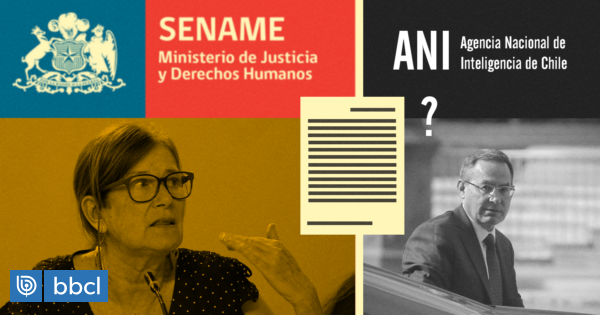 SENAME
Ministerio de Justicia
y Derechos Humanos
ANI
Agencia Nacional de
Inteligencia de Chile
?
bbcl